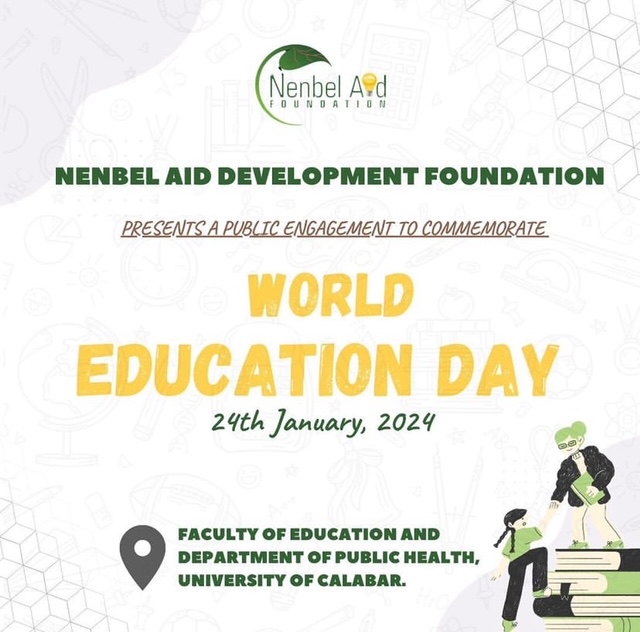 Nenbel Aid
FOUNDATION
NENBEL AID DEVELOPMENT FOUNDATION
PRESENTS A PUBLIC ENGAGEMENT TO COMMEMORATE
WORLD
EDUCATION DAY
24th January, 2024
FACULTY OF EDUCATION AND
DEPARTMENT OF PUBLIC HEALTH,
UNIVERSITY OF CALABAR.